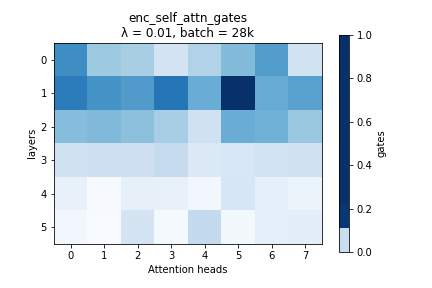 enc_self_attn_gates
λ = 0.01, batch = 28k
0
1
2
3
4
5
layers
0 1 2 3 4 5 6 7
Attention heads
1.0
0.8
0.6
0.4
0.2
0.0
gates